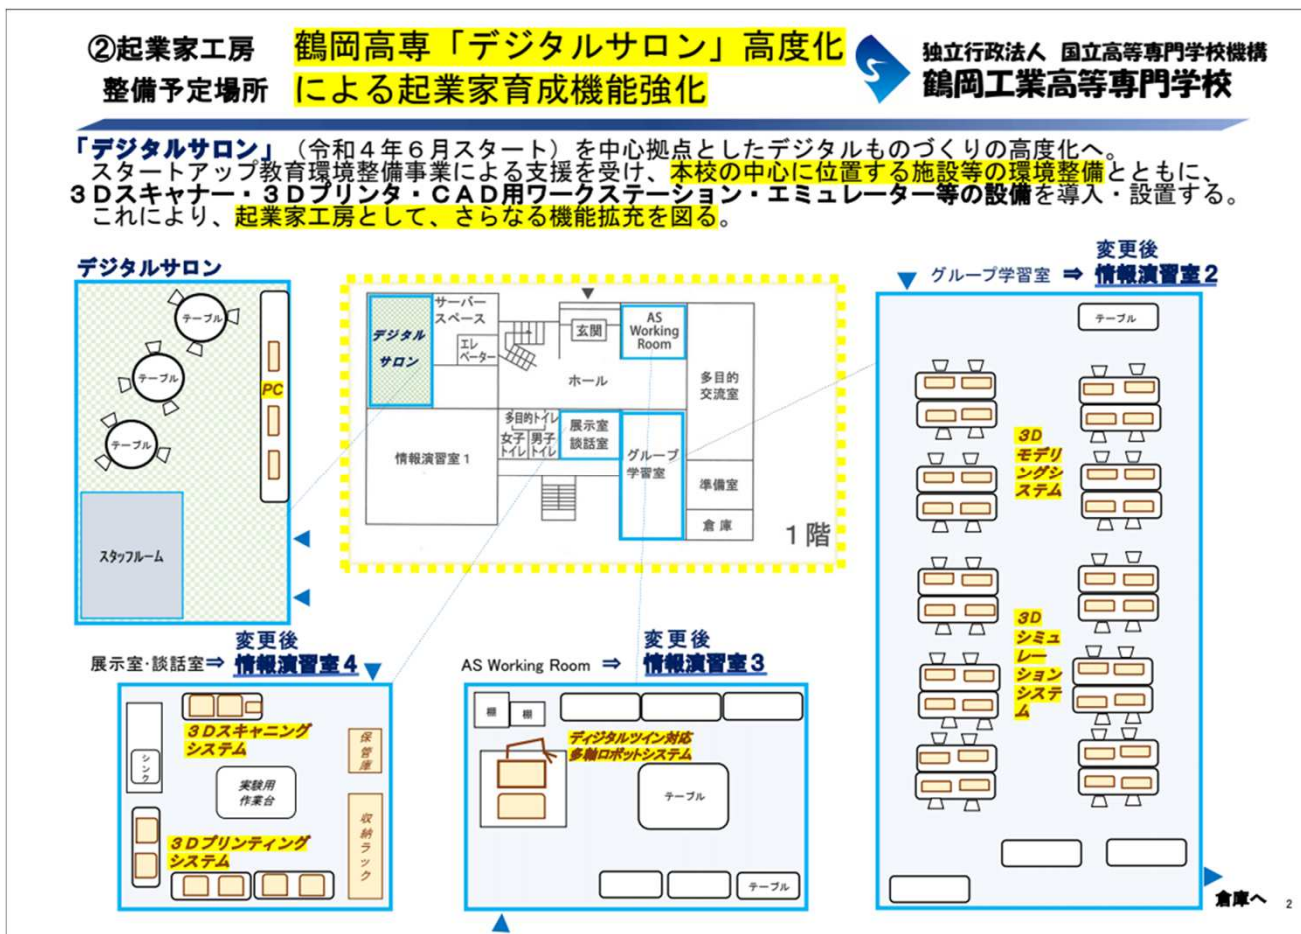 ②起業家工房
整備予定場所
鶴岡高専「デジタルサロン」高度化
による起業家育成機能強化
独立行政法人 国立高等専門学校機構
鶴岡工業高等専門学校
「デジタルサロン」（令和４年６月スタート）を中心拠点としたデジタルものづくりの高度化へ。
スタートアップ教育環境整備事業による支援を受け、本校の中心に位置する施設等の環境整備とともに、
３Ｄスキャナー・３Ｄプリンタ・ＣＡＤ用ワークステーション・エミュレーター等の設備を導入・設置する。
これにより、起業家工房として、さらなる機能拡充を図る。
デジタルサロン
テーブル
テーブル
テーブル
PC
スタッフルーム
デジタル
サロン
サーバー
スペース
エレ
ベーター
玄関
AS
Working
Room
ホール
多目的
交流室
多目的トイレ
女子
トイレ
男子
トイレ
展示室
談話室
グループ
学習室
情報演習室１
準備室
倉庫
１階
変更後
グループ学習室 ⇒ 情報演習室２
テーブル
３Ｄ
モデリ
ングシ
ステム
３Ｄ
シミュ
レー
ション
システ
ム
倉庫へ
変更後
展示室・談話室⇒ 情報演習室４
３Ｄスキャニング
システム
シンク
実験用
作業台
保管庫
収納ラック
３Ｄプリンティング
システム
変更後
AS Working Room ⇒ 情報演習室３
棚
棚
ディジタルツイン対応
多軸ロボットシステム
テーブル
テーブル
2